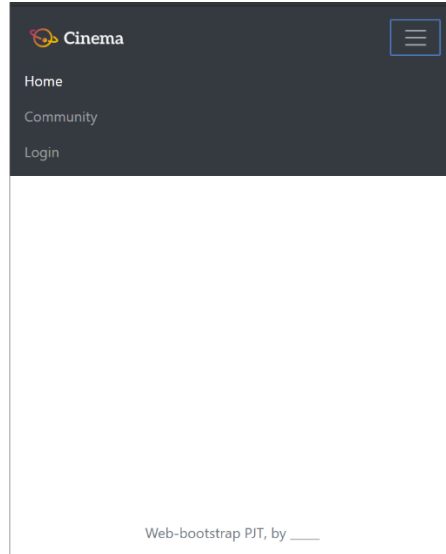 Cinema
Home
Community
Login
Web-bootstrap PJT, by ____